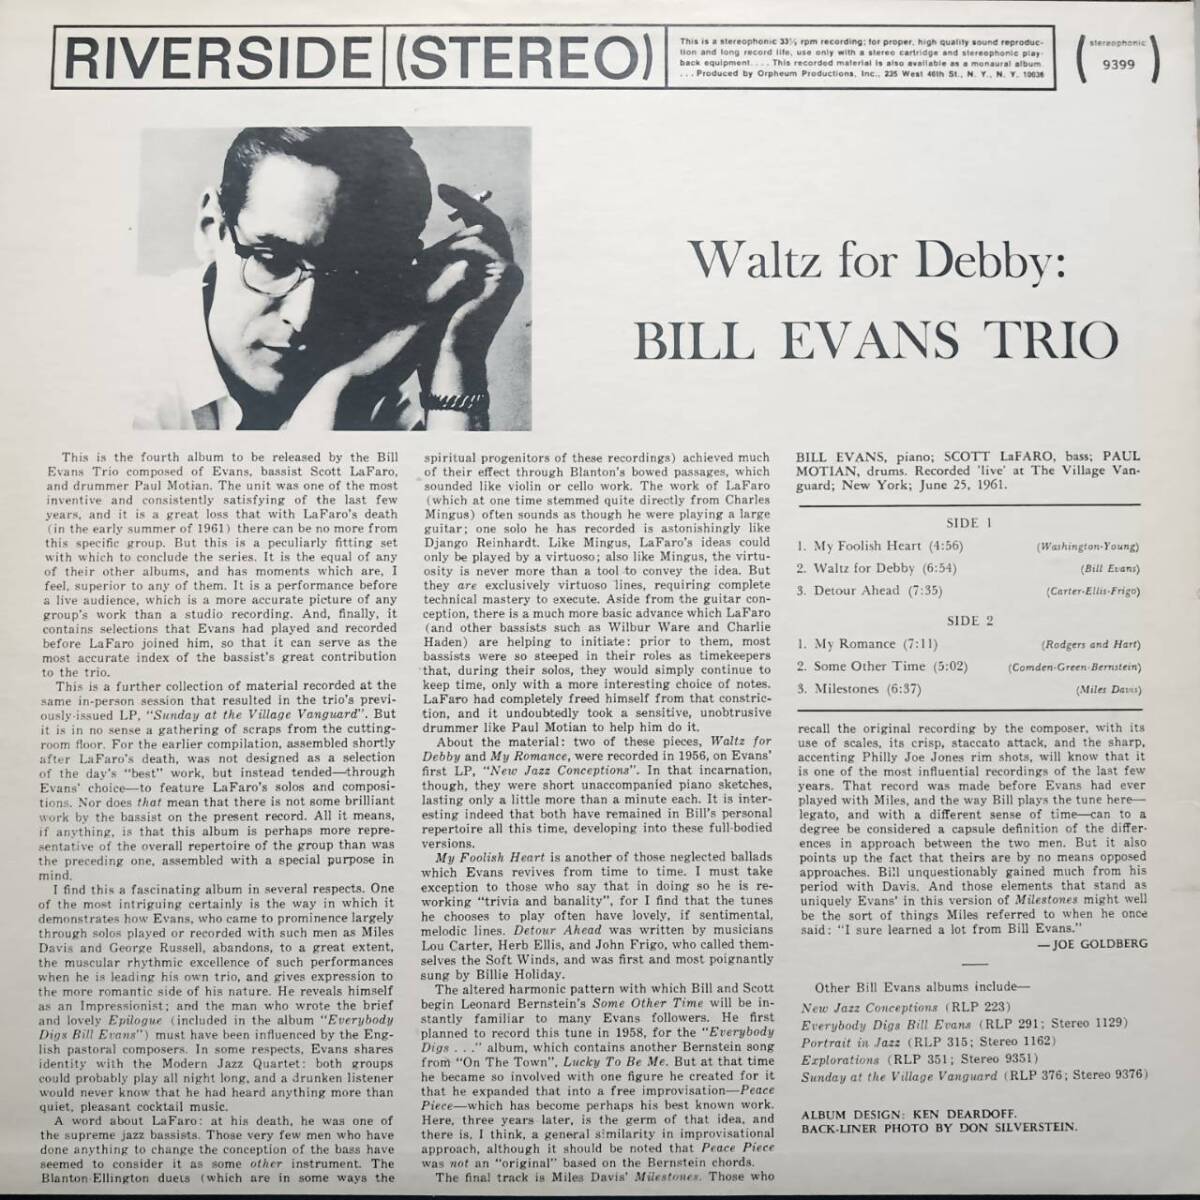 RIVERSIDE (STEREO)
This is a stereophonic 33⅓ rpm recording; for proper, high quality sound reproduc-
tion and long record life, use only with a stereo cartridge and stereophonic play-
back equipment. . . . This recorded material is also available as a monaural album.
. . . Produced by Orpheum Productions, Inc., 235 West 46th St., N. Y., N. Y. 10036
(stereophonic
9399)
Waltz for Debby:
BILL EVANS TRIO
This is the fourth album to be released by the Bill
Evans Trio composed of Evans, bassist Scott LaFaro,
and drummer Paul Motian. The unit was one of the most
inventive and consistently satisfying of the last few
years, and it is a great loss that with LaFaro's death
(in the early summer of 1961) there can be no more from
this specific group. But this is a peculiarly fitting set
with which to conclude the series. It is the equal of any
of their other albums, and has moments which are, I
feel, superior to any of them. It is a performance before
a live audience, which is a more accurate picture of any
group's work than a studio recording. And, finally, it
contains selections that Evans had played and recorded
before LaFaro joined him, so that it can serve as the
most accurate index of the bassist's great contribution
to the trio.
This is a further collection of material recorded at the
same in-person session that resulted in the trio's previ-
ously-issued LP, "Sunday at the Village Vanguard". But
it is in no sense a gathering of scraps from the cutting-
room floor. For the earlier compilation, assembled shortly
after LaFaro's death, was not designed as a selection
of the day's "best" work, but instead tended—through
Evans' choice—to feature LaFaro's solos and composi-
tions. Nor does that mean that there is not some brilliant
work by the bassist on the present record. All it means,
if anything, is that this album is perhaps more repre-
sentative of the overall repertoire of the group than was
the preceding one, assembled with a special purpose in
mind.
I find this a fascinating album in several respects. One
of the most intriguing certainly is the way in which it
demonstrates how Evans, who came to prominence largely
through solos played or recorded with such men as Miles
Davis and George Russell, abandons, to a great extent,
the muscular rhythmic excellence of such performances
when he is leading his own trio, and gives expression to
the more romantic side of his nature. He reveals himself
as an Impressionist; and the man who wrote the brief
and lovely Epilogue (included in the album "Everybody
Digs Bill Evans") must have been influenced by the Eng-
lish pastoral composers. In some respects, Evans shares
identity with the Modern Jazz Quartet: both groups
could probably play all night long, and a drunken listener
would never know that he had heard anything more than
quiet, pleasant cocktail music.
A word about LaFaro: at his death, he was one of
the supreme jazz bassists. Those very few men who have
done anything to change the conception of the bass have
seemed to consider it as some other instrument. The
Blanton-Ellington duets (which are in some ways the
spiritual progenitors of these recordings) achieved much
of their effect through Blanton's bowed passages, which
sounded like violin or cello work. The work of LaFaro
(which at one time stemmed quite directly from Charles
Mingus) often sounds as though he were playing a large
guitar; one solo he has recorded is astonishingly like
Django Reinhardt. Like Mingus, LaFaro's ideas could
only be played by a virtuoso; also like Mingus, the virtu-
osity is never more than a tool to convey the idea. But
they are exclusively virtuoso lines, requiring complete
technical mastery to execute. Aside from the guitar con-
ception, there is a much more basic advance which LaFaro
(and other bassists such as Wilbur Ware and Charlie
Haden) are helping to initiate: prior to them, most
bassists were so steeped in their roles as timekeepers
that, during their solos, they would simply continue to
keep time, only with a more interesting choice of notes.
LaFaro had completely freed himself from that constric-
tion, and it undoubtedly took a sensitive, unobtrusive
drummer like Paul Motian to help him do it.
About the material: two of these pieces, Waltz for
Debby and My Romance, were recorded in 1956, on Evans'
first LP, "New Jazz Conceptions". In that incarnation,
though, they were short unaccompanied piano sketches,
lasting only a little more than a minute each. It is inter-
esting indeed that both have remained in Bill's personal
repertoire all this time, developing into these full-bodied
versions.
My Foolish Heart is another of those neglected ballads
which Evans revives from time to time. I must take
exception to those who say that in doing so he is re-
working "trivia and banality", for I find that the tunes
he chooses to play often have lovely, if sentimental,
melodic lines. Detour Ahead was written by musicians
Lou Carter, Herb Ellis, and John Frigo, who called them-
selves the Soft Winds, and was first and most poignantly
sung by Billie Holiday.
The altered harmonic pattern with which Bill and Scott
begin Leonard Bernstein's Some Other Time will be in-
stantly familiar to many Evans followers. He first
planned to record this tune in 1958, for the "Everybody
Digs . . ." album, which contains another Bernstein song
from "On The Town", Lucky To Be Me. But at that time
he became so involved with one figure he created for it
that he expanded that into a free improvisation—Peace
Piece—which has become perhaps his best known work.
Here, three years later, is the germ of that idea, and
there is, I think, a general similarity in improvisational
approach, although it should be noted that Peace Piece
was not an "original" based on the Bernstein chords.
The final track is Miles Davis' Milestones. Those who
BILL EVANS, piano; SCOTT LaFARO, bass; PAUL
MOTIAN, drums. Recorded 'live' at The Village Van-
guard; New York; June 25, 1961.
SIDE 1
1. My Foolish Heart (4:56) (Washington-Young)
2. Waltz for Debby (6:54) (Bill Evans)
3. Detour Ahead (7:35) (Carter-Ellis-Frigo)
SIDE 2
1. My Romance (7:11) (Rodgers and Hart)
2. Some Other Time (5:02) (Comden-Green-Bernstein)
3. Milestones (6:37) (Miles Davis)
recall the original recording by the composer, with its
use of scales, its crisp, staccato attack, and the sharp,
accenting Philly Joe Jones rim shots, will know that it
is one of the most influential recordings of the last few
years. That record was made before Evans had ever
played with Miles, and the way Bill plays the tune here—
legato, and with a different sense of time—can to a
degree be considered a capsule definition of the differ-
ences in approach between the two men. But it also
points up the fact that theirs are by no means opposed
approaches. Bill unquestionably gained much from his
period with Davis. And those elements that stand as
uniquely Evans' in this version of Milestones might well
be the sort of things Miles referred to when he once
said: "I sure learned a lot from Bill Evans."
—JOE GOLDBERG
Other Bill Evans albums include—
New Jazz Conceptions (RLP 223)
Everybody Digs Bill Evans (RLP 291; Stereo 1129)
Portrait in Jazz (RLP 315; Stereo 1162)
Explorations (RLP 351; Stereo 9351)
Sunday at the Village Vanguard (RLP 376; Stereo 9376)
ALBUM DESIGN: KEN DEARDOFF.
BACK-LINER PHOTO BY DON SILVERSTEIN.